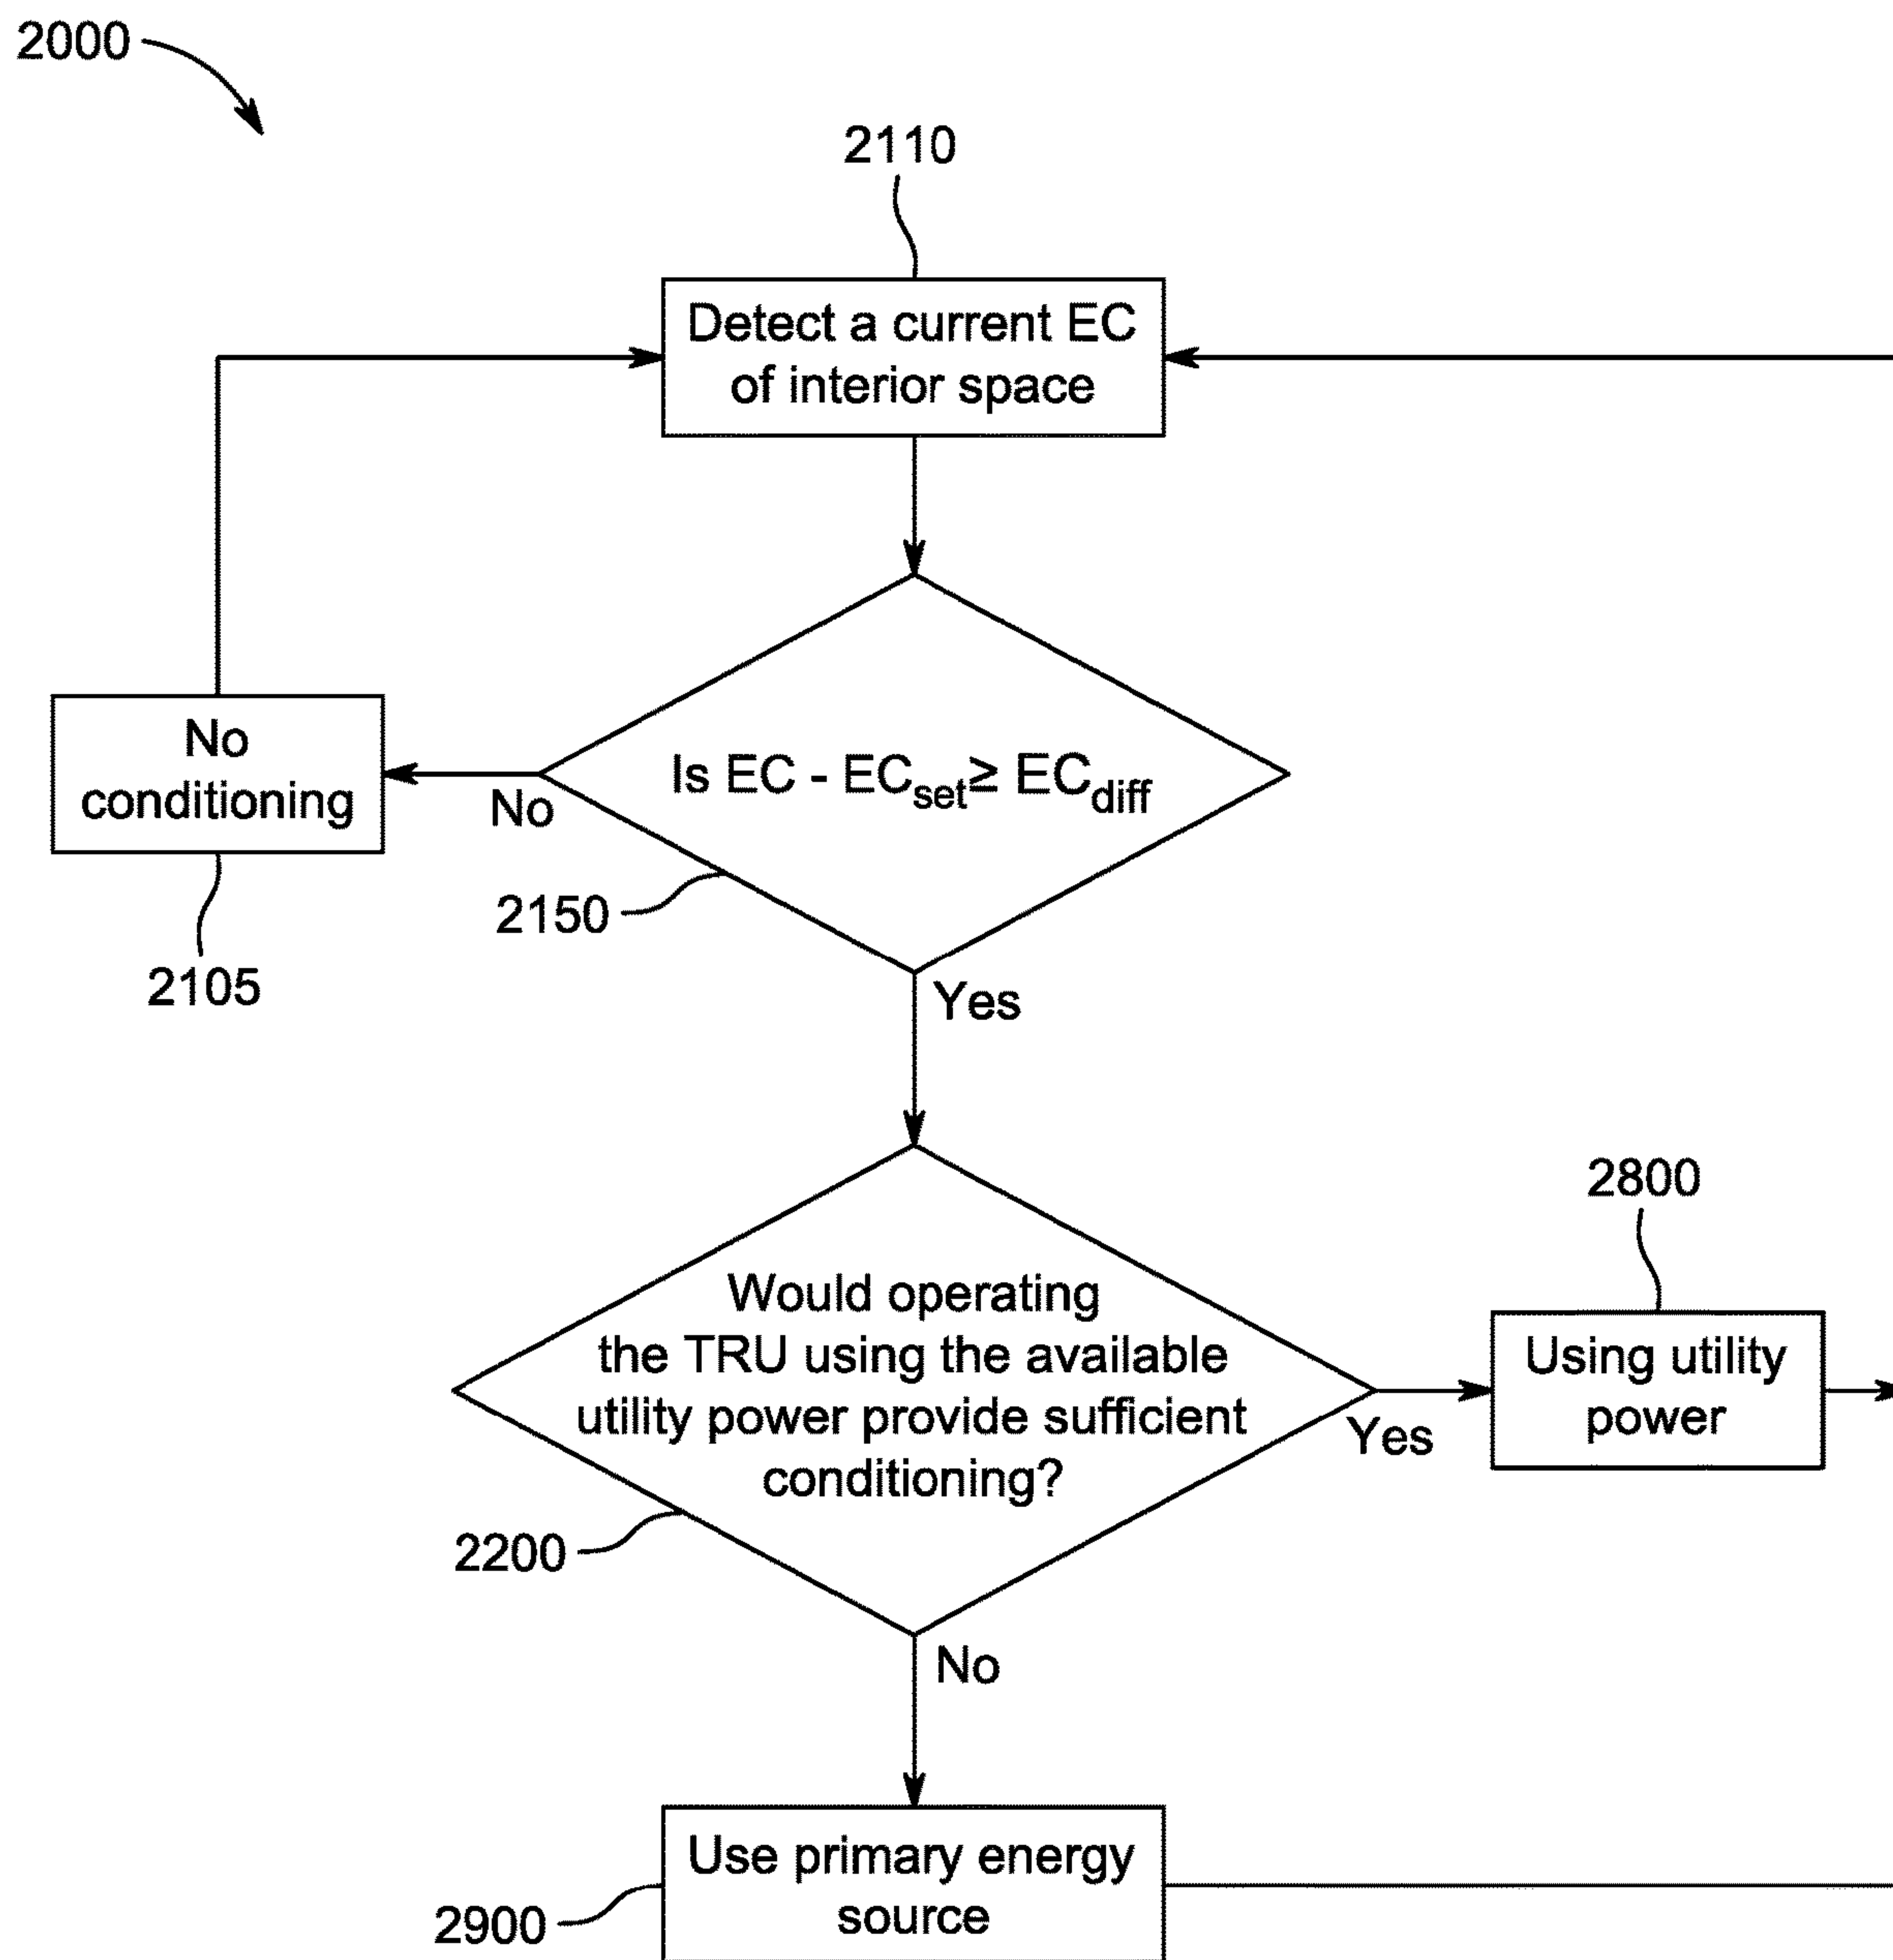 2000
2110
Detect a current EC
of interior space
No
conditioning
Is EC - ECset≥ ECdiff
No
2150
2105
Yes
2800
Would operating
the TRU using the available
utility power provide sufficient
conditioning?
Using utility
power
Yes
2200
No
Use primary energy
source
2900